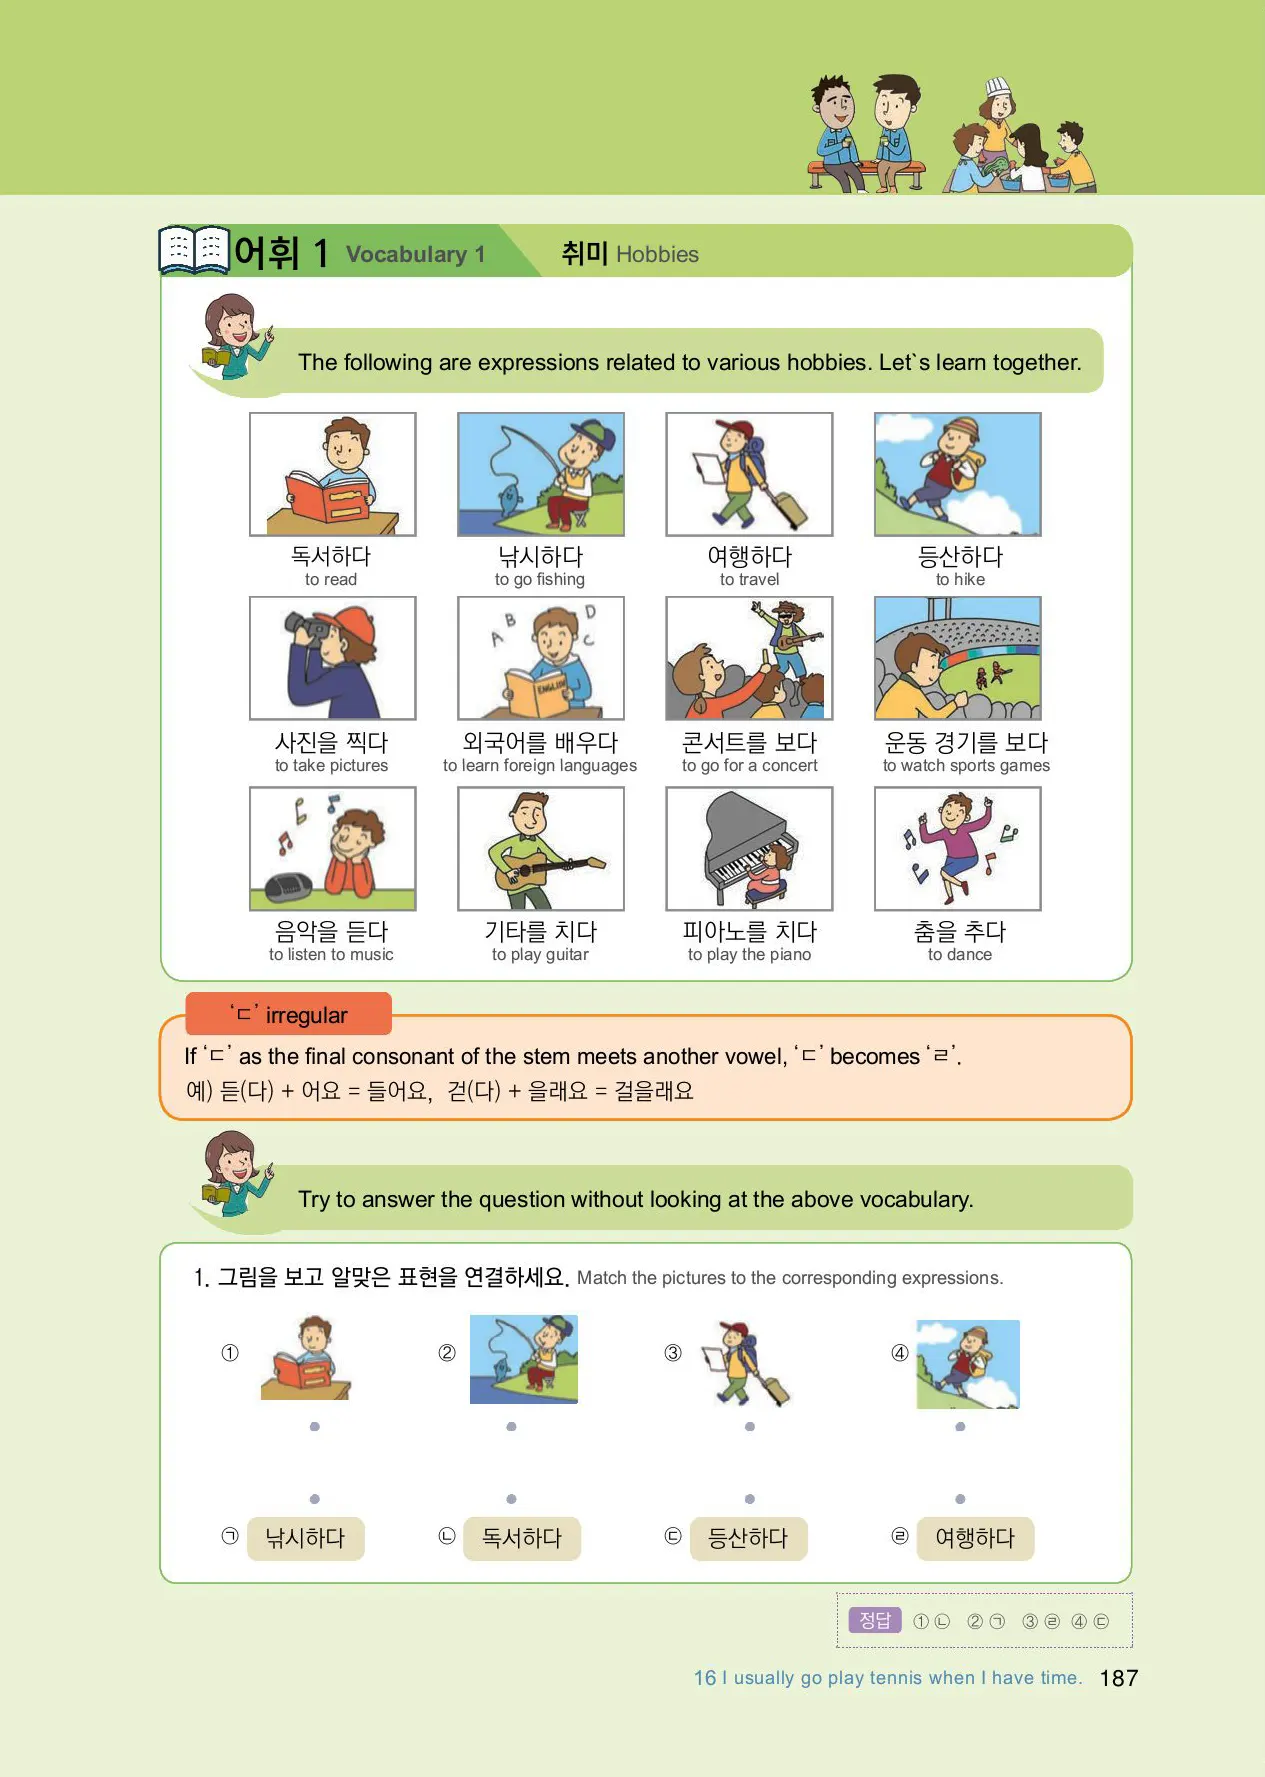 어휘 1 Vocabulary 1 취미 Hobbies
The following are expressions related to various hobbies. Let`s learn together.
독서하다 낚시하다 여행하다 등산하다
to read to go fishing to travel to hike
A B C D
ENGLISH
사진을 찍다 외국어를 배우다 콘서트를 보다 운동 경기를 보다
to take pictures to learn foreign languages to go for a concert to watch sports games
음악을 듣다 기타를 치다 피아노를 치다 춤을 추다
to listen to music to play guitar to play the piano to dance
‘ㄷ’ irregular
If ‘ㄷ’ as the final consonant of the stem meets another vowel, ‘ㄷ’ becomes ‘ㄹ’.
예) 듣(다) + 어요 = 들어요, 걷(다) + 을래요 = 걸을래요
Try to answer the question without looking at the above vocabulary.
1. 그림을 보고 알맞은 표현을 연결하세요. Match the pictures to the corresponding expressions.
① ② ③ ④
㉠ 낚시하다 ㉡ 독서하다 ㉢ 등산하다 ㉣ 여행하다
정답 ① ㉡ ② ㉠ ③ ㉣ ④ ㉢
16 I usually go play tennis when I have time. 187